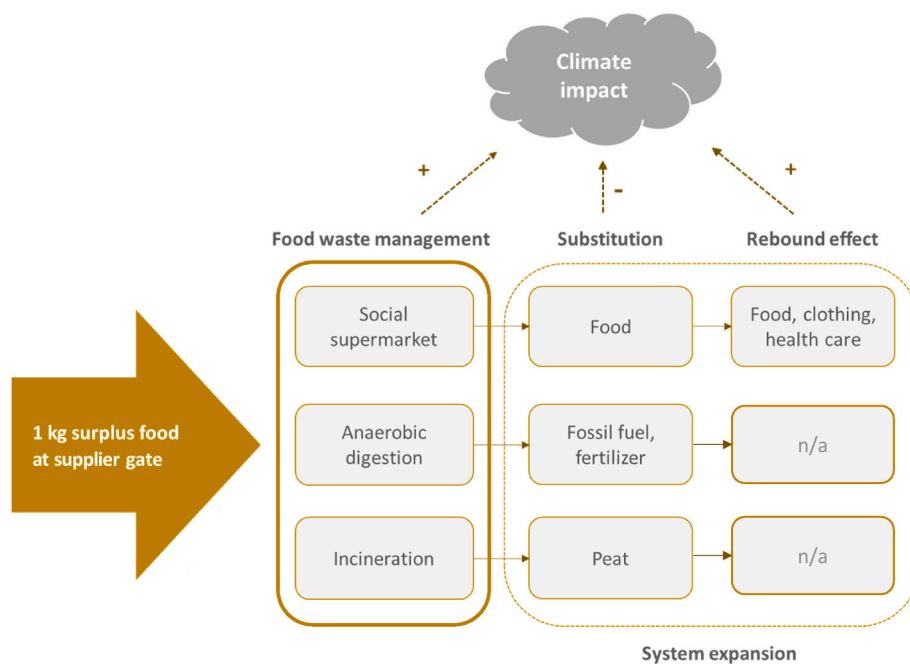 Climate
impact
+
-
+
Food waste management
Substitution
Rebound effect
Social
supermarket
Food
Food, clothing,
health care
1 kg surplus food
at supplier gate
Anaerobic
digestion
Fossil fuel,
fertilizer
n/a
Incineration
Peat
n/a
System expansion